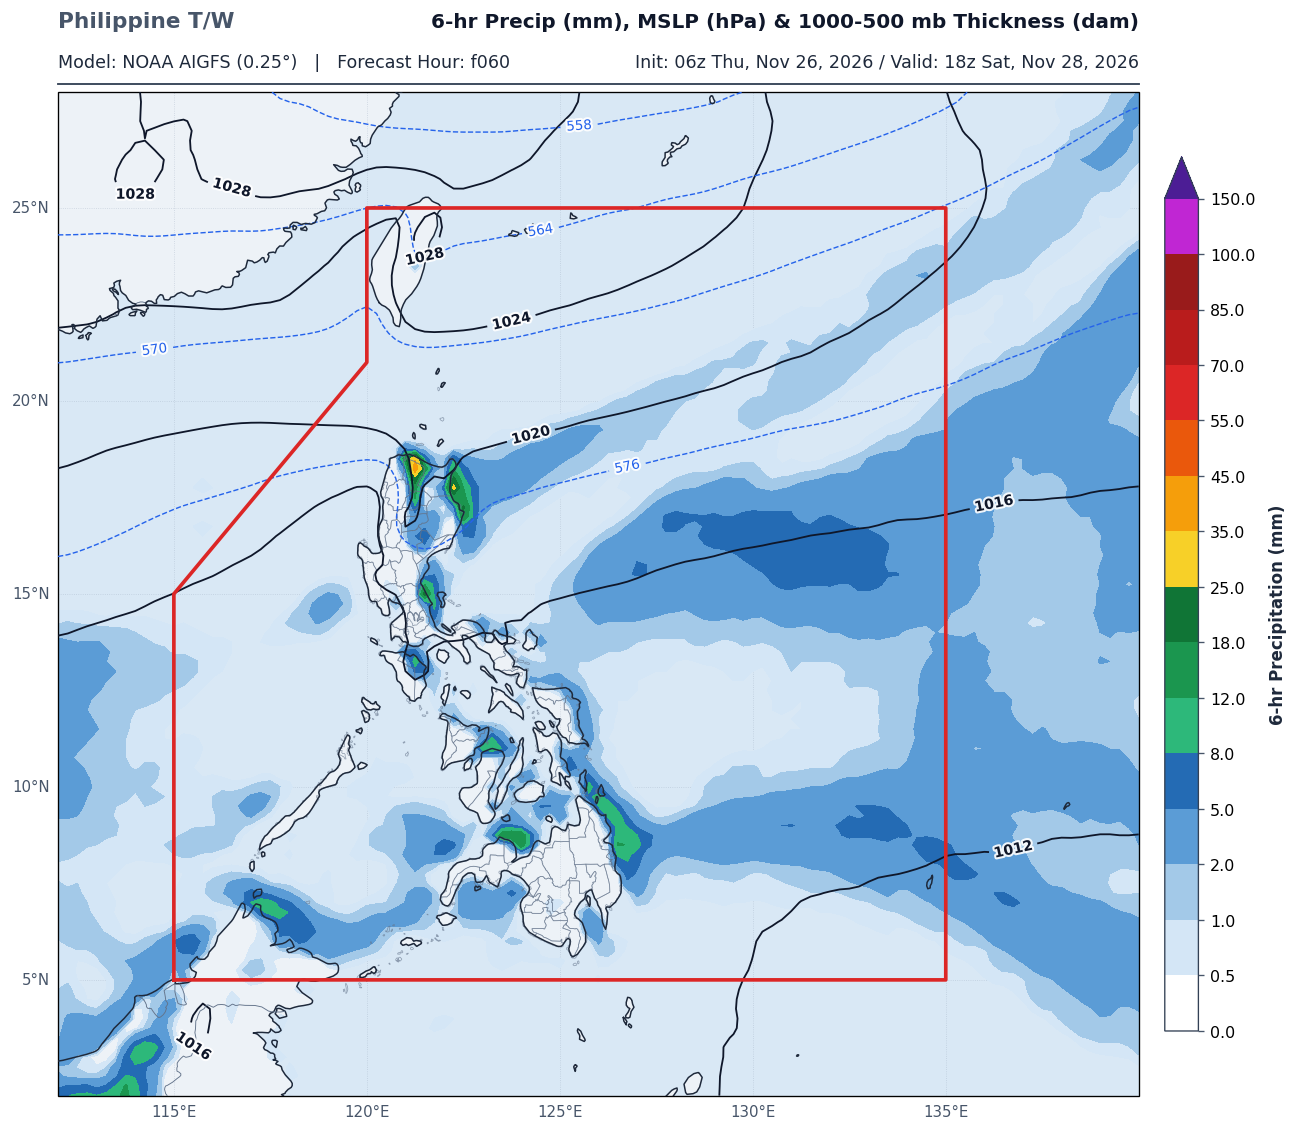 Philippine T/W
6-hr Precip (mm), MSLP (hPa) & 1000-500 mb Thickness (dam)
Model: NOAA AIGFS (0.25°) | Forecast Hour: f060
Init: 06z Thu, Nov 26, 2026 / Valid: 18z Sat, Nov 28, 2026
558
1028
1028
25°N
564
1028
1024
570
20°N
1020
576
1016
15°N
10°N
1012
5°N
1016
115°E
120°E
125°E
130°E
135°E
150.0
100.0
85.0
70.0
55.0
45.0
35.0
25.0
18.0
12.0
8.0
5.0
2.0
1.0
0.5
0.0
6-hr Precipitation (mm)